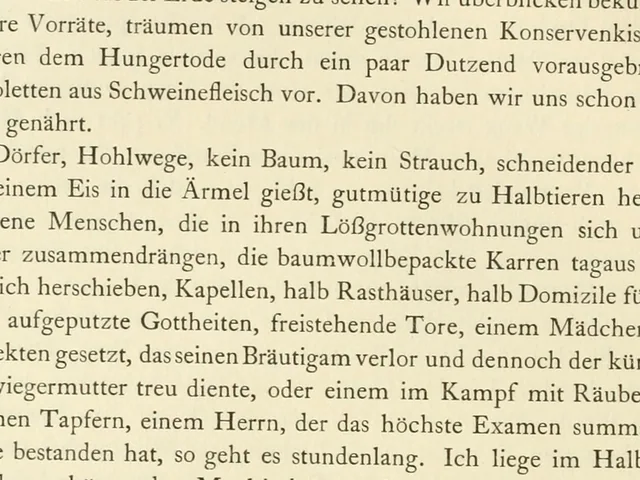 re Vorräte, träumen von unserer gestohlenen Konservenkis
en dem Hungertode durch ein paar Dutzend vorausgeb
letten aus Schweinefleisch vor. Davon haben wir uns schon
genährt.
Dörfer, Hohlwege, kein Baum, kein Strauch, schneidender
einem Eis in die Ärmel gießt, gutmütige zu Halbtieren he
ene Menschen, die in ihren Lößgrottenwohnungen sich u
r zusammendrängen, die baumwollbepackte Karren tagaus
ich herschieben, Kapellen, halb Rasthäuser, halb Domizile fü
aufgeputzte Gottheiten, freistehende Tore, einem Mädchen
ekten gesetzt, das seinen Bräutigam verlor und dennoch der kün
wiegermutter treu diente, oder einem im Kampf mit Räube
nen Tapfern, einem Herrn, der das höchste Examen summ
e bestanden hat, so geht es stundenlang. Ich liege im Halb